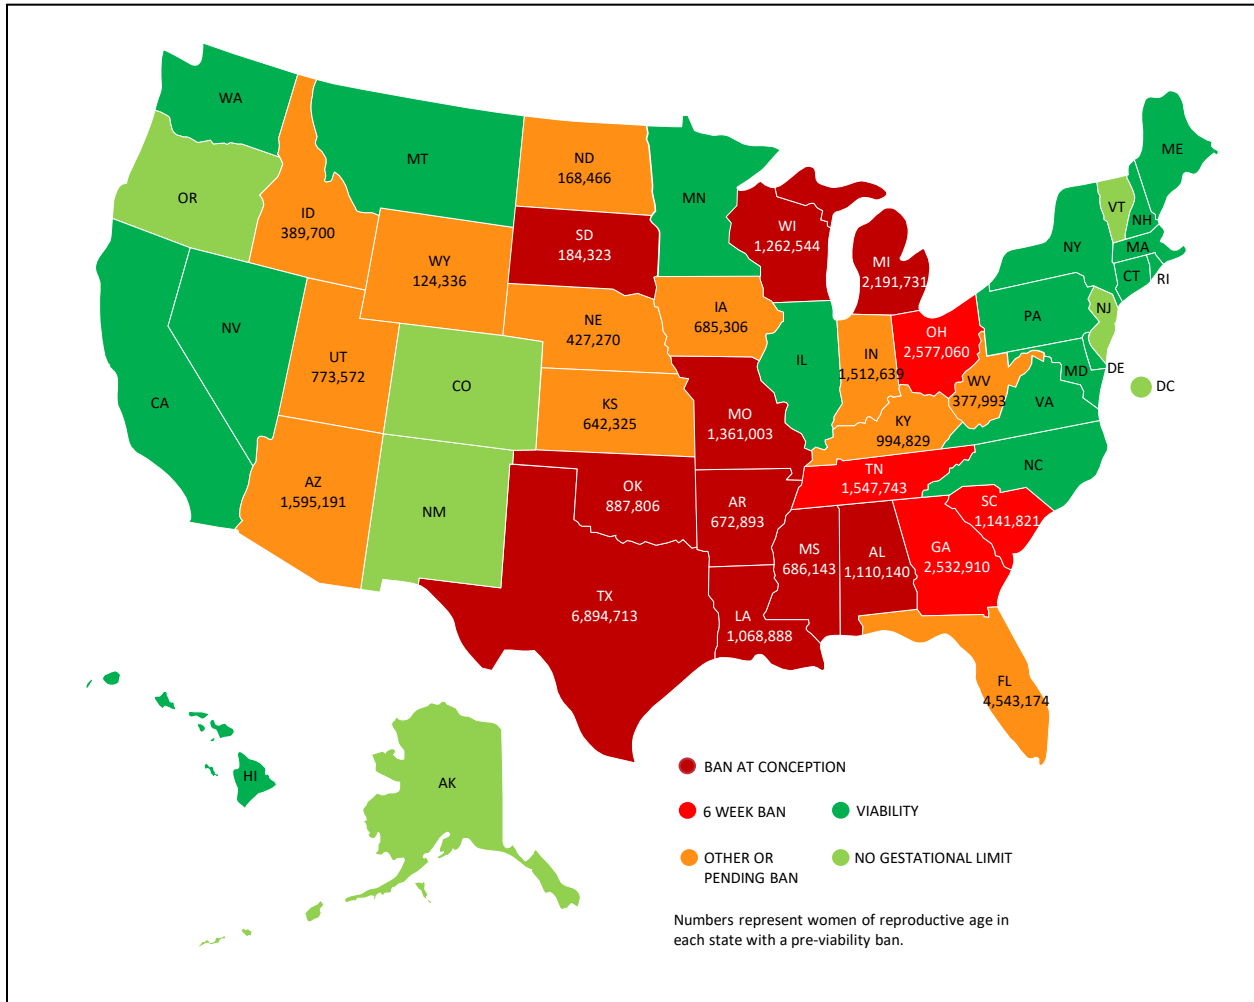 WA
OR
MT
ID
389,700
ND
168,466
SD
184,323
WY
124,336
MN
WI
1,262,544
MI
2,191,731
NE
427,270
IA
685,306
NV
UT
773,572
CA
CO
KS
642,325
MO
1,361,003
IL
IN
1,512,639
OH
2,577,060
WV
377,993
KY
994,829
TN
1,547,743
PA
NY
VT
NH
ME
MA
CT
RI
NJ
DE
MD
DC
VA
NC
SC
1,141,821
AZ
1,595,191
NM
OK
887,806
AR
672,893
TX
6,894,713
LA
1,068,888
MS
686,143
AL
1,110,140
GA
2,532,910
FL
4,543,174
HI
AK
BAN AT CONCEPTION
6 WEEK BAN
VIABILITY
OTHER OR
PENDING BAN
NO GESTATIONAL LIMIT
Numbers represent women of reproductive age in
each state with a pre-viability ban.